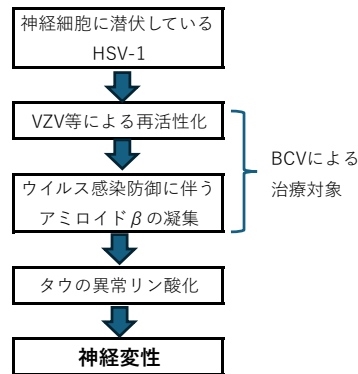 神経細胞に潜伏している
HSV-1
VZV等による再活性化
ウイルス感染防御に伴う
アミロイドβの凝集
BCVによる
治療対象
タウの異常リン酸化
神経変性